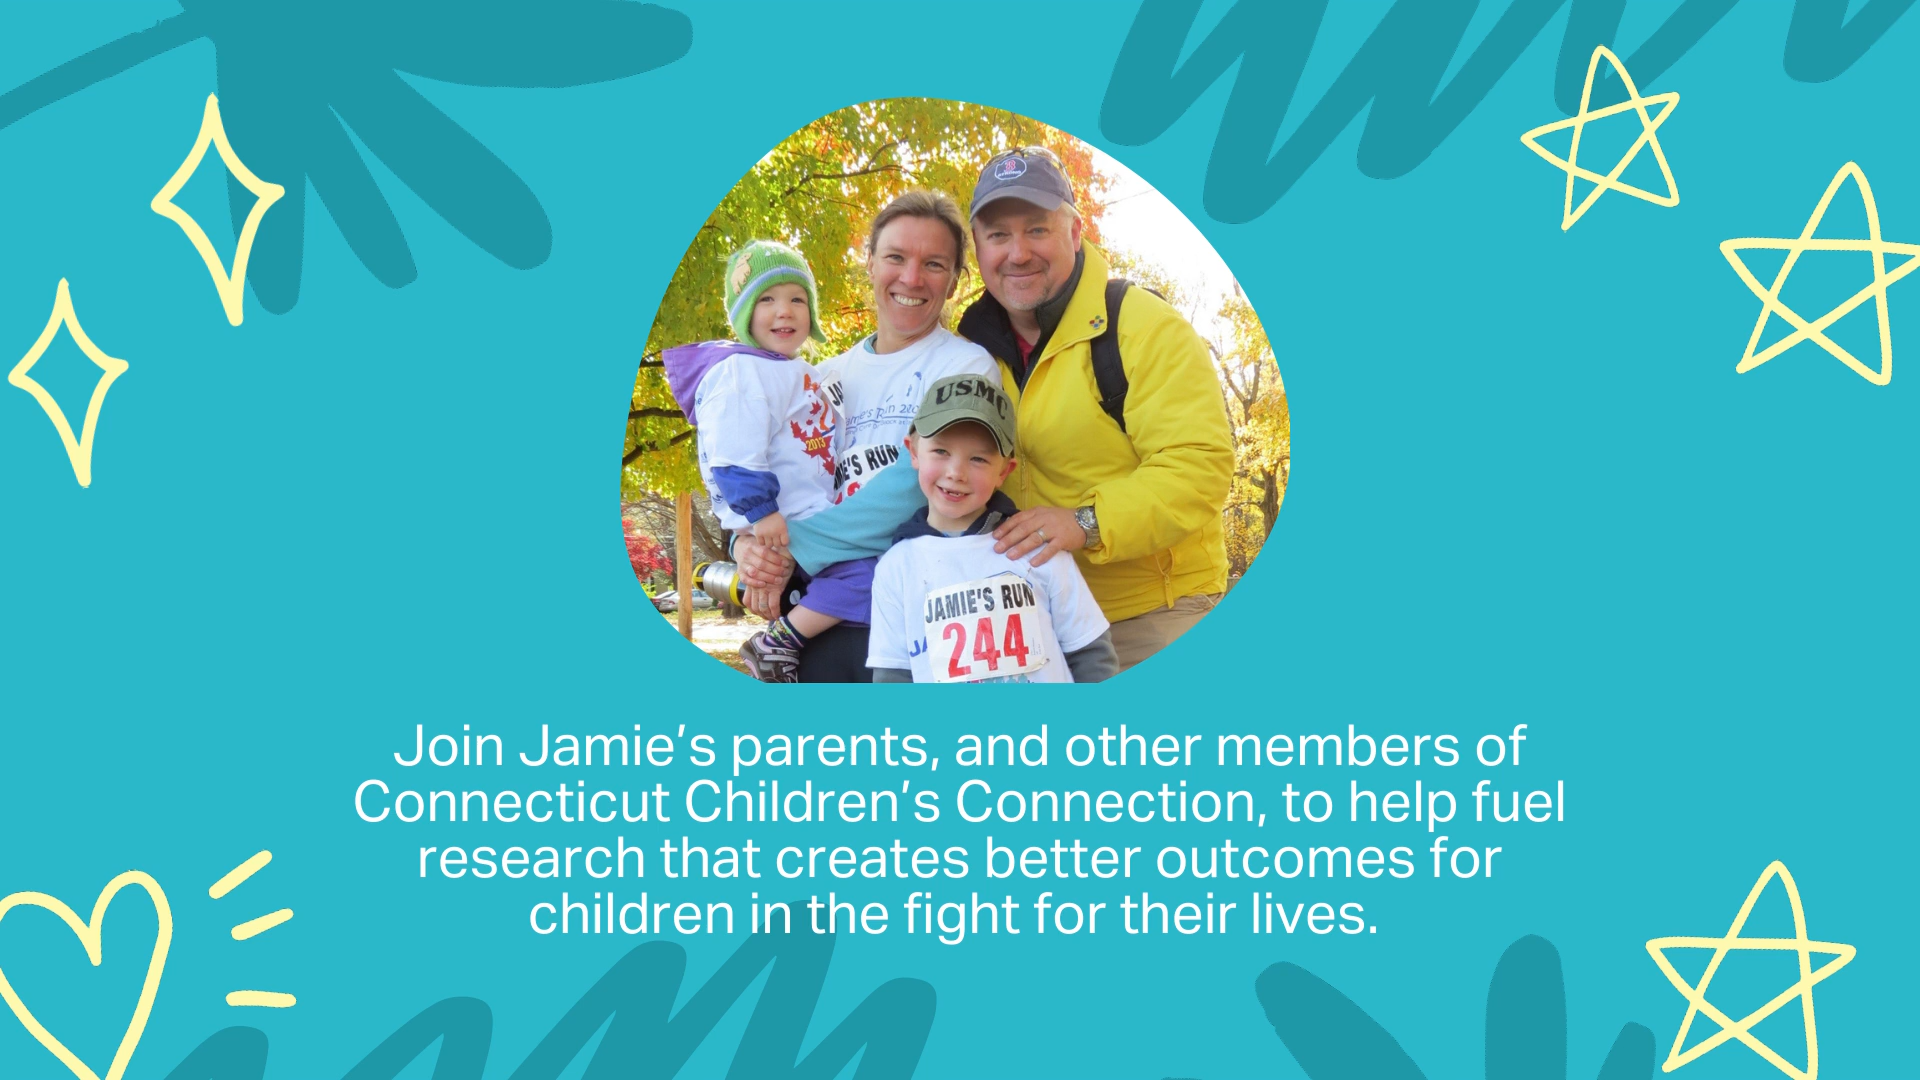 USMC
2013
JAMIE'S RUN
244
Join Jamie’s parents, and other members of
Connecticut Children’s Connection, to help fuel
research that creates better outcomes for
children in the fight for their lives.